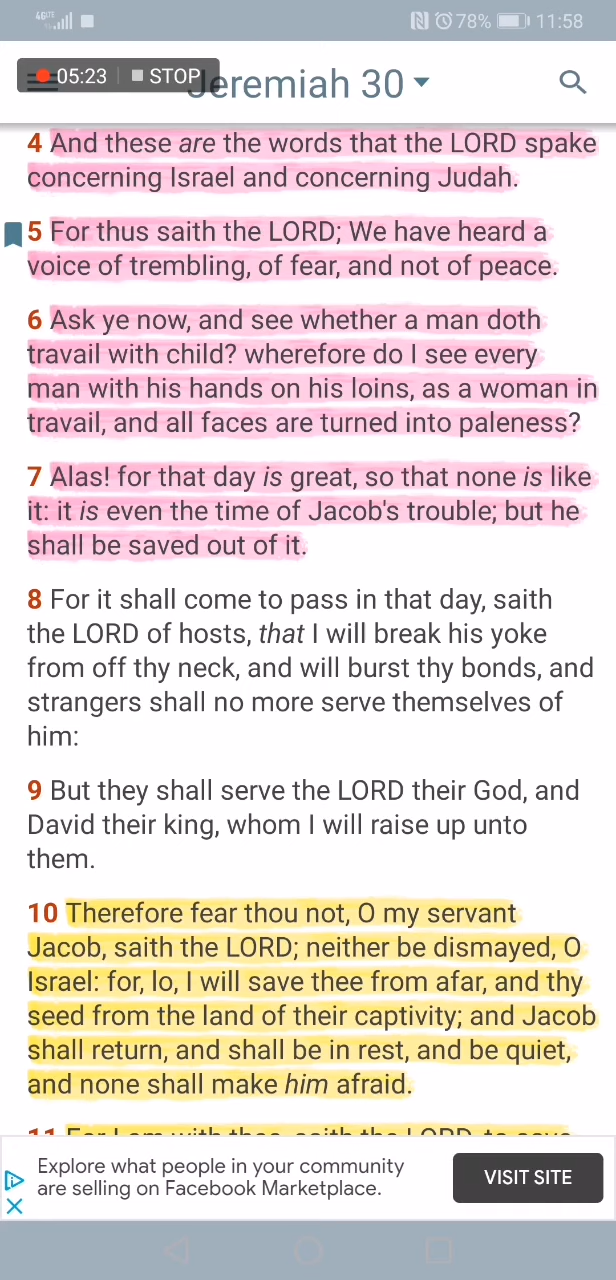 4G LTE 78% 11:58
05:23 STOP Jeremiah 30
4 And these are the words that the LORD spake
concerning Israel and concerning Judah.
5 For thus saith the LORD; We have heard a
voice of trembling, of fear, and not of peace.
6 Ask ye now, and see whether a man doth
travail with child? wherefore do I see every
man with his hands on his loins, as a woman in
travail, and all faces are turned into paleness?
7 Alas! for that day is great, so that none is like
it: it is even the time of Jacob's trouble; but he
shall be saved out of it.
8 For it shall come to pass in that day, saith
the LORD of hosts, that I will break his yoke
from off thy neck, and will burst thy bonds, and
strangers shall no more serve themselves of
him:
9 But they shall serve the LORD their God, and
David their king, whom I will raise up unto
them.
10 Therefore fear thou not, O my servant
Jacob, saith the LORD; neither be dismayed, O
Israel: for, lo, I will save thee from afar, and thy
seed from the land of their captivity; and Jacob
shall return, and shall be in rest, and be quiet,
and none shall make him afraid.
11 For I am with thee, saith the LORD, to save
Explore what people in your community
are selling on Facebook Marketplace.
VISIT SITE